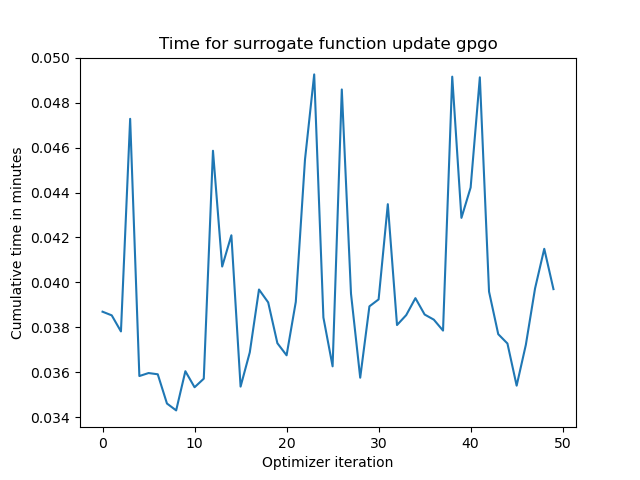 Time for surrogate function update gpgo
0.050
0.048
0.046
0.044
0.042
0.040
0.038
0.036
0.034
Cumulative time in minutes
0 10 20 30 40 50
Optimizer iteration